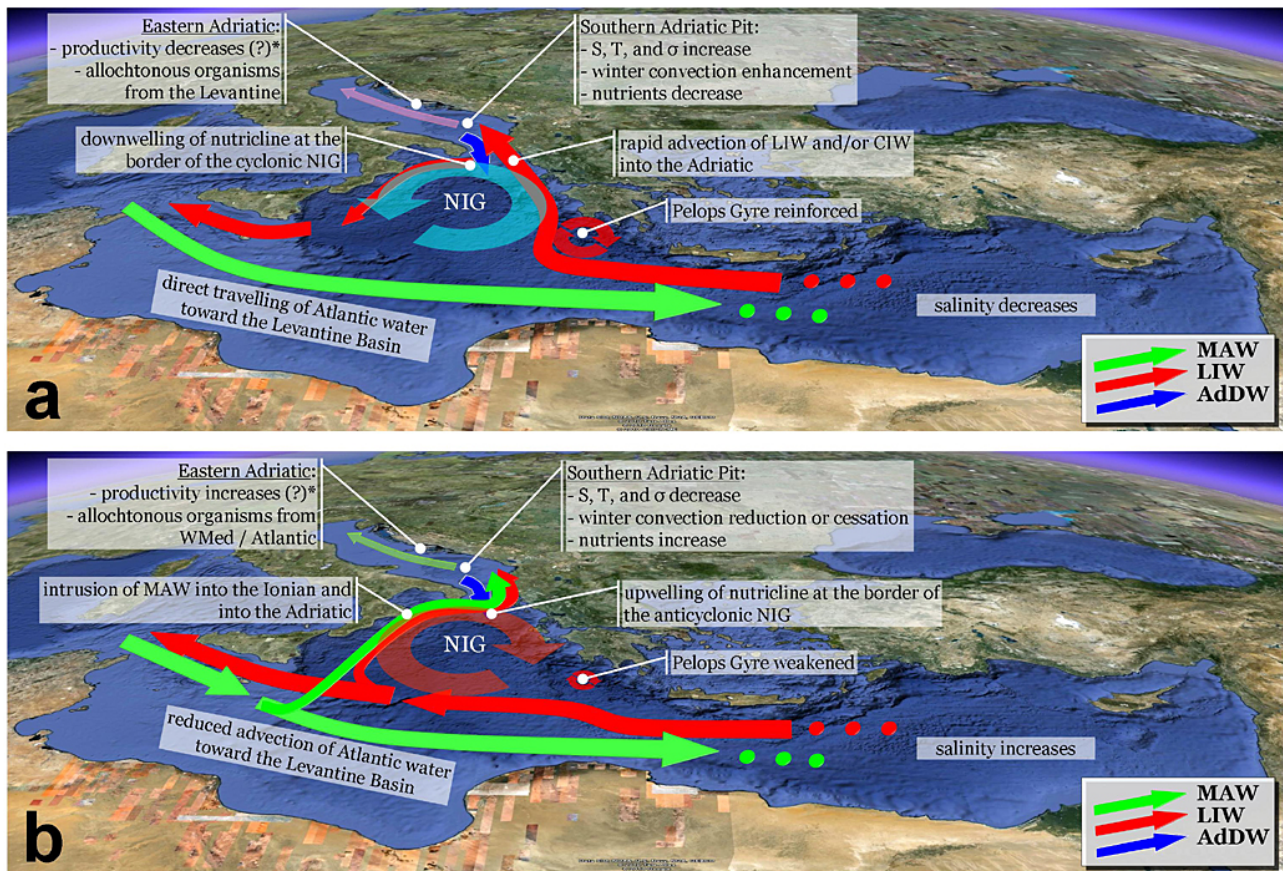 Eastern Adriatic:
- productivity decreases (?)*
- allochtonous organisms
from the Levantine
Southern Adriatic Pit:
- S, T, and σ increase
- winter convection enhancement
- nutrients decrease
downwelling of nutricline at the
border of the cyclonic NIG
rapid advection of LIW and/or CIW
into the Adriatic
NIG
Pelops Gyre reinforced
direct travelling of Atlantic water
toward the Levantine Basin
salinity decreases
MAW
LIW
AdDW
a
Eastern Adriatic:
- productivity increases (?)*
- allochtonous organisms from
WMed / Atlantic
Southern Adriatic Pit:
- S, T, and σ decrease
- winter convection reduction or cessation
- nutrients increase
intrusion of MAW into the Ionian and
into the Adriatic
upwelling of nutricline at the border of
the anticyclonic NIG
NIG
Pelops Gyre weakened
reduced advection of Atlantic water
toward the Levantine Basin
salinity increases
MAW
LIW
AdDW
b